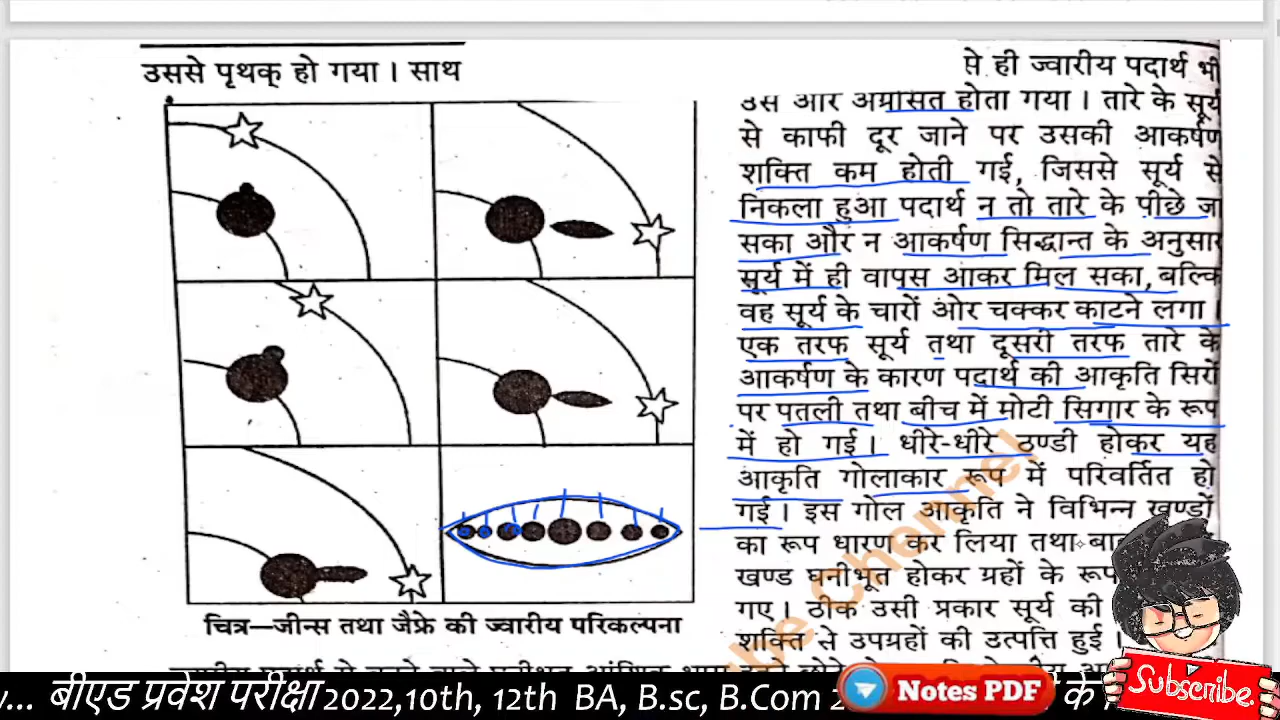 उससे पृथक् हो गया। साथ
से ही ज्वारीय पदार्थ भी
उस ओर अग्रसित होता गया। तारे के सूर्य
से काफी दूर जाने पर उसकी आकर्षण
शक्ति कम होती गई, जिससे सूर्य से
निकला हुआ पदार्थ न तो तारे के पीछे जा
सका और न आकर्षण सिद्धान्त के अनुसार
सूर्य में ही वापस आकर मिल सका, बल्कि
वह सूर्य के चारों ओर चक्कर काटने लगा।
एक तरफ सूर्य तथा दूसरी तरफ तारे के
आकर्षण के कारण पदार्थ की आकृति सिरों
पर पतली तथा बीच में मोटी सिगार के रूप
में हो गई। धीरे-धीरे ठण्डी होकर यह
आकृति गोलाकार रूप में परिवर्तित हो
गई। इस गोल आकृति ने विभिन्न खण्डों
का रूप धारण कर लिया तथा
खण्ड घनीभूत होकर ग्रहों के रूप
गए। ठीक उसी प्रकार सूर्य की
शक्ति से उपग्रहों की उत्पत्ति हुई।
चित्र–जीन्स तथा जैफ्रे की ज्वारीय परिकल्पना
Chennel
बीएड प्रवेश परीक्षा 2022,10th, 12th BA, B.sc, B.Com 2
Notes PDF
के
Subscribe